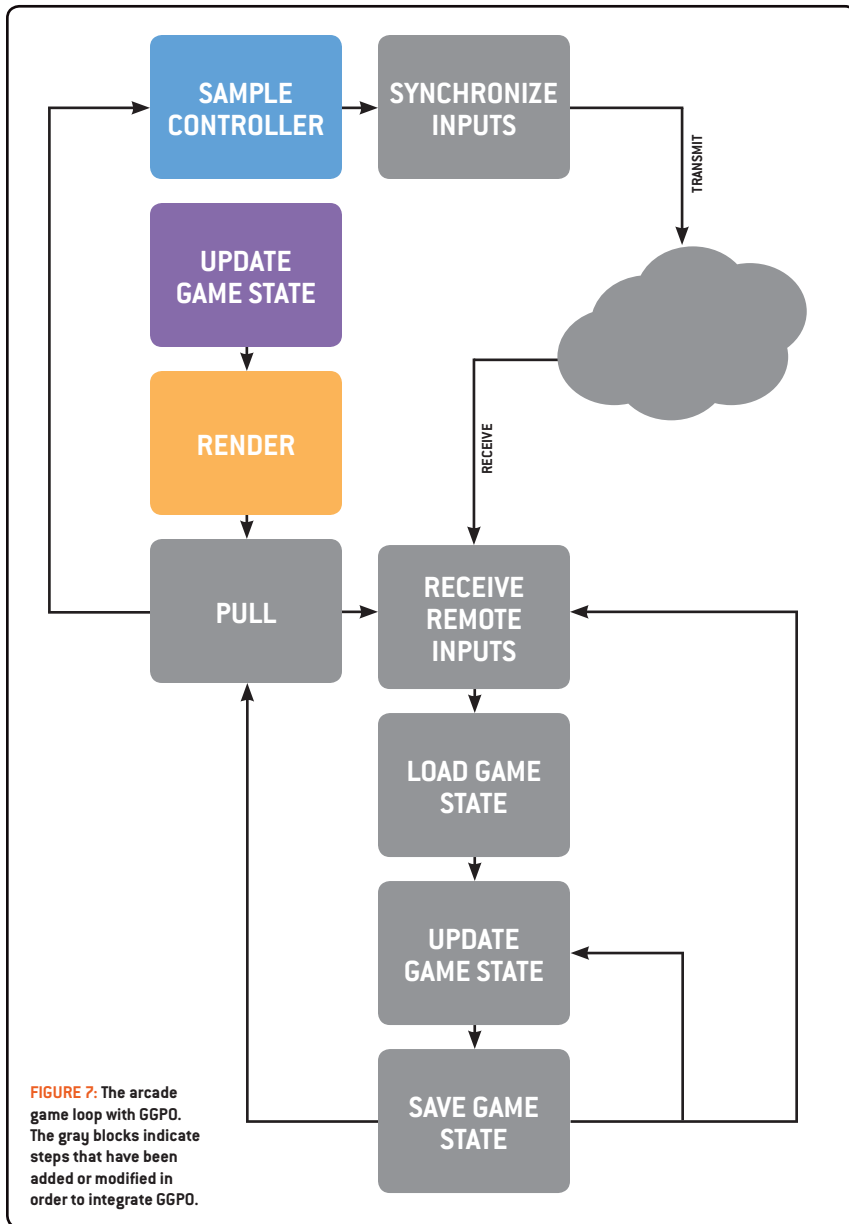 SAMPLE
CONTROLLER
SYNCHRONIZE
INPUTS
TRANSMIT
UPDATE
GAME STATE
RENDER
RECEIVE
PULL
RECEIVE
REMOTE
INPUTS
LOAD GAME
STATE
UPDATE
GAME STATE
SAVE GAME
STATE
FIGURE 7: The arcade
game loop with GGPO.
The gray blocks indicate
steps that have been
added or modified in
order to integrate GGPO.